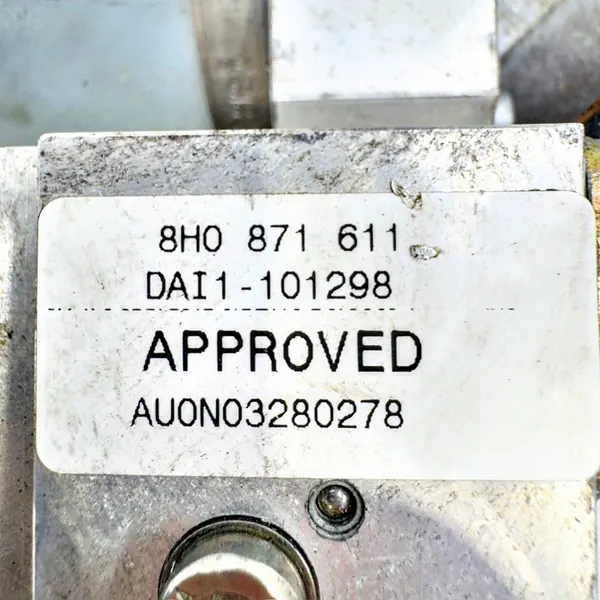 8H0 871 611
DAI1-101298
APPROVED
AU0N03280278